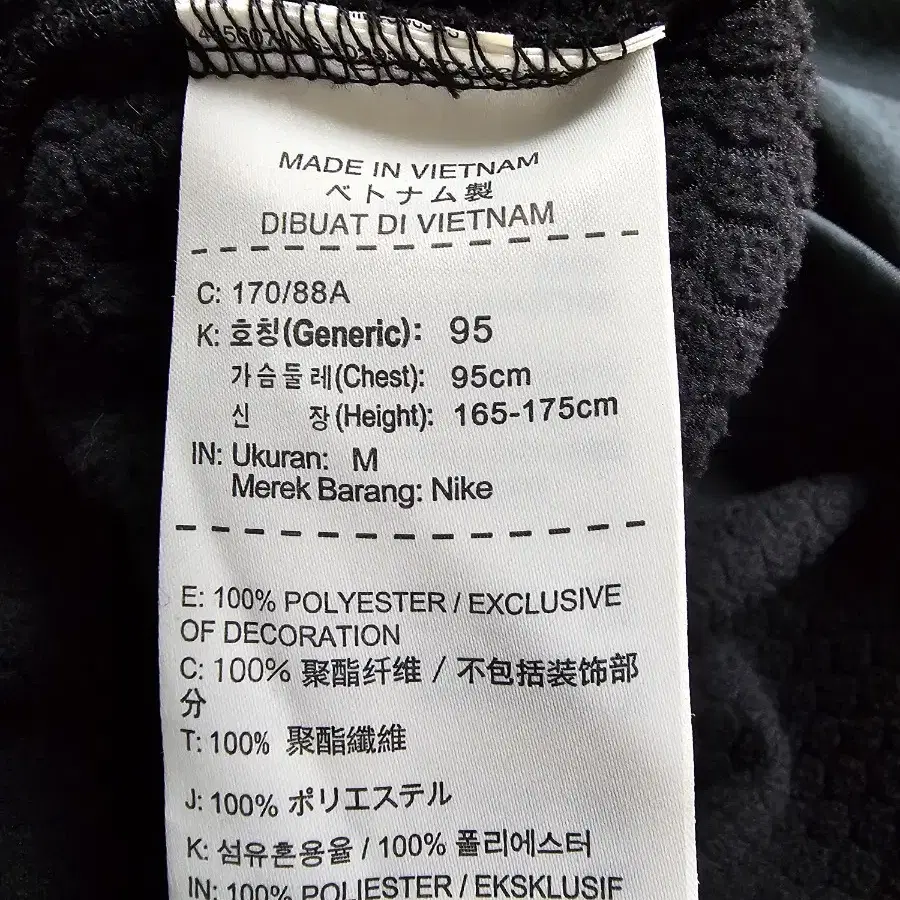 MADE IN VIETNAM
ベトナム製
DIBUAT DI VIETNAM
C: 170/88A
K: 호칭(Generic): 95
가슴둘레(Chest): 95cm
신 장(Height): 165-175cm
IN: Ukuran: M
Merek Barang: Nike
E: 100% POLYESTER / EXCLUSIVE
OF DECORATION
C: 100% 聚酯纤维 / 不包括装饰部
分
T: 100% 聚酯纖維
J: 100% ポリエステル
K: 섬유혼용율 / 100% 폴리에스터
IN: 100% POLIESTER / EKSKLUSIF